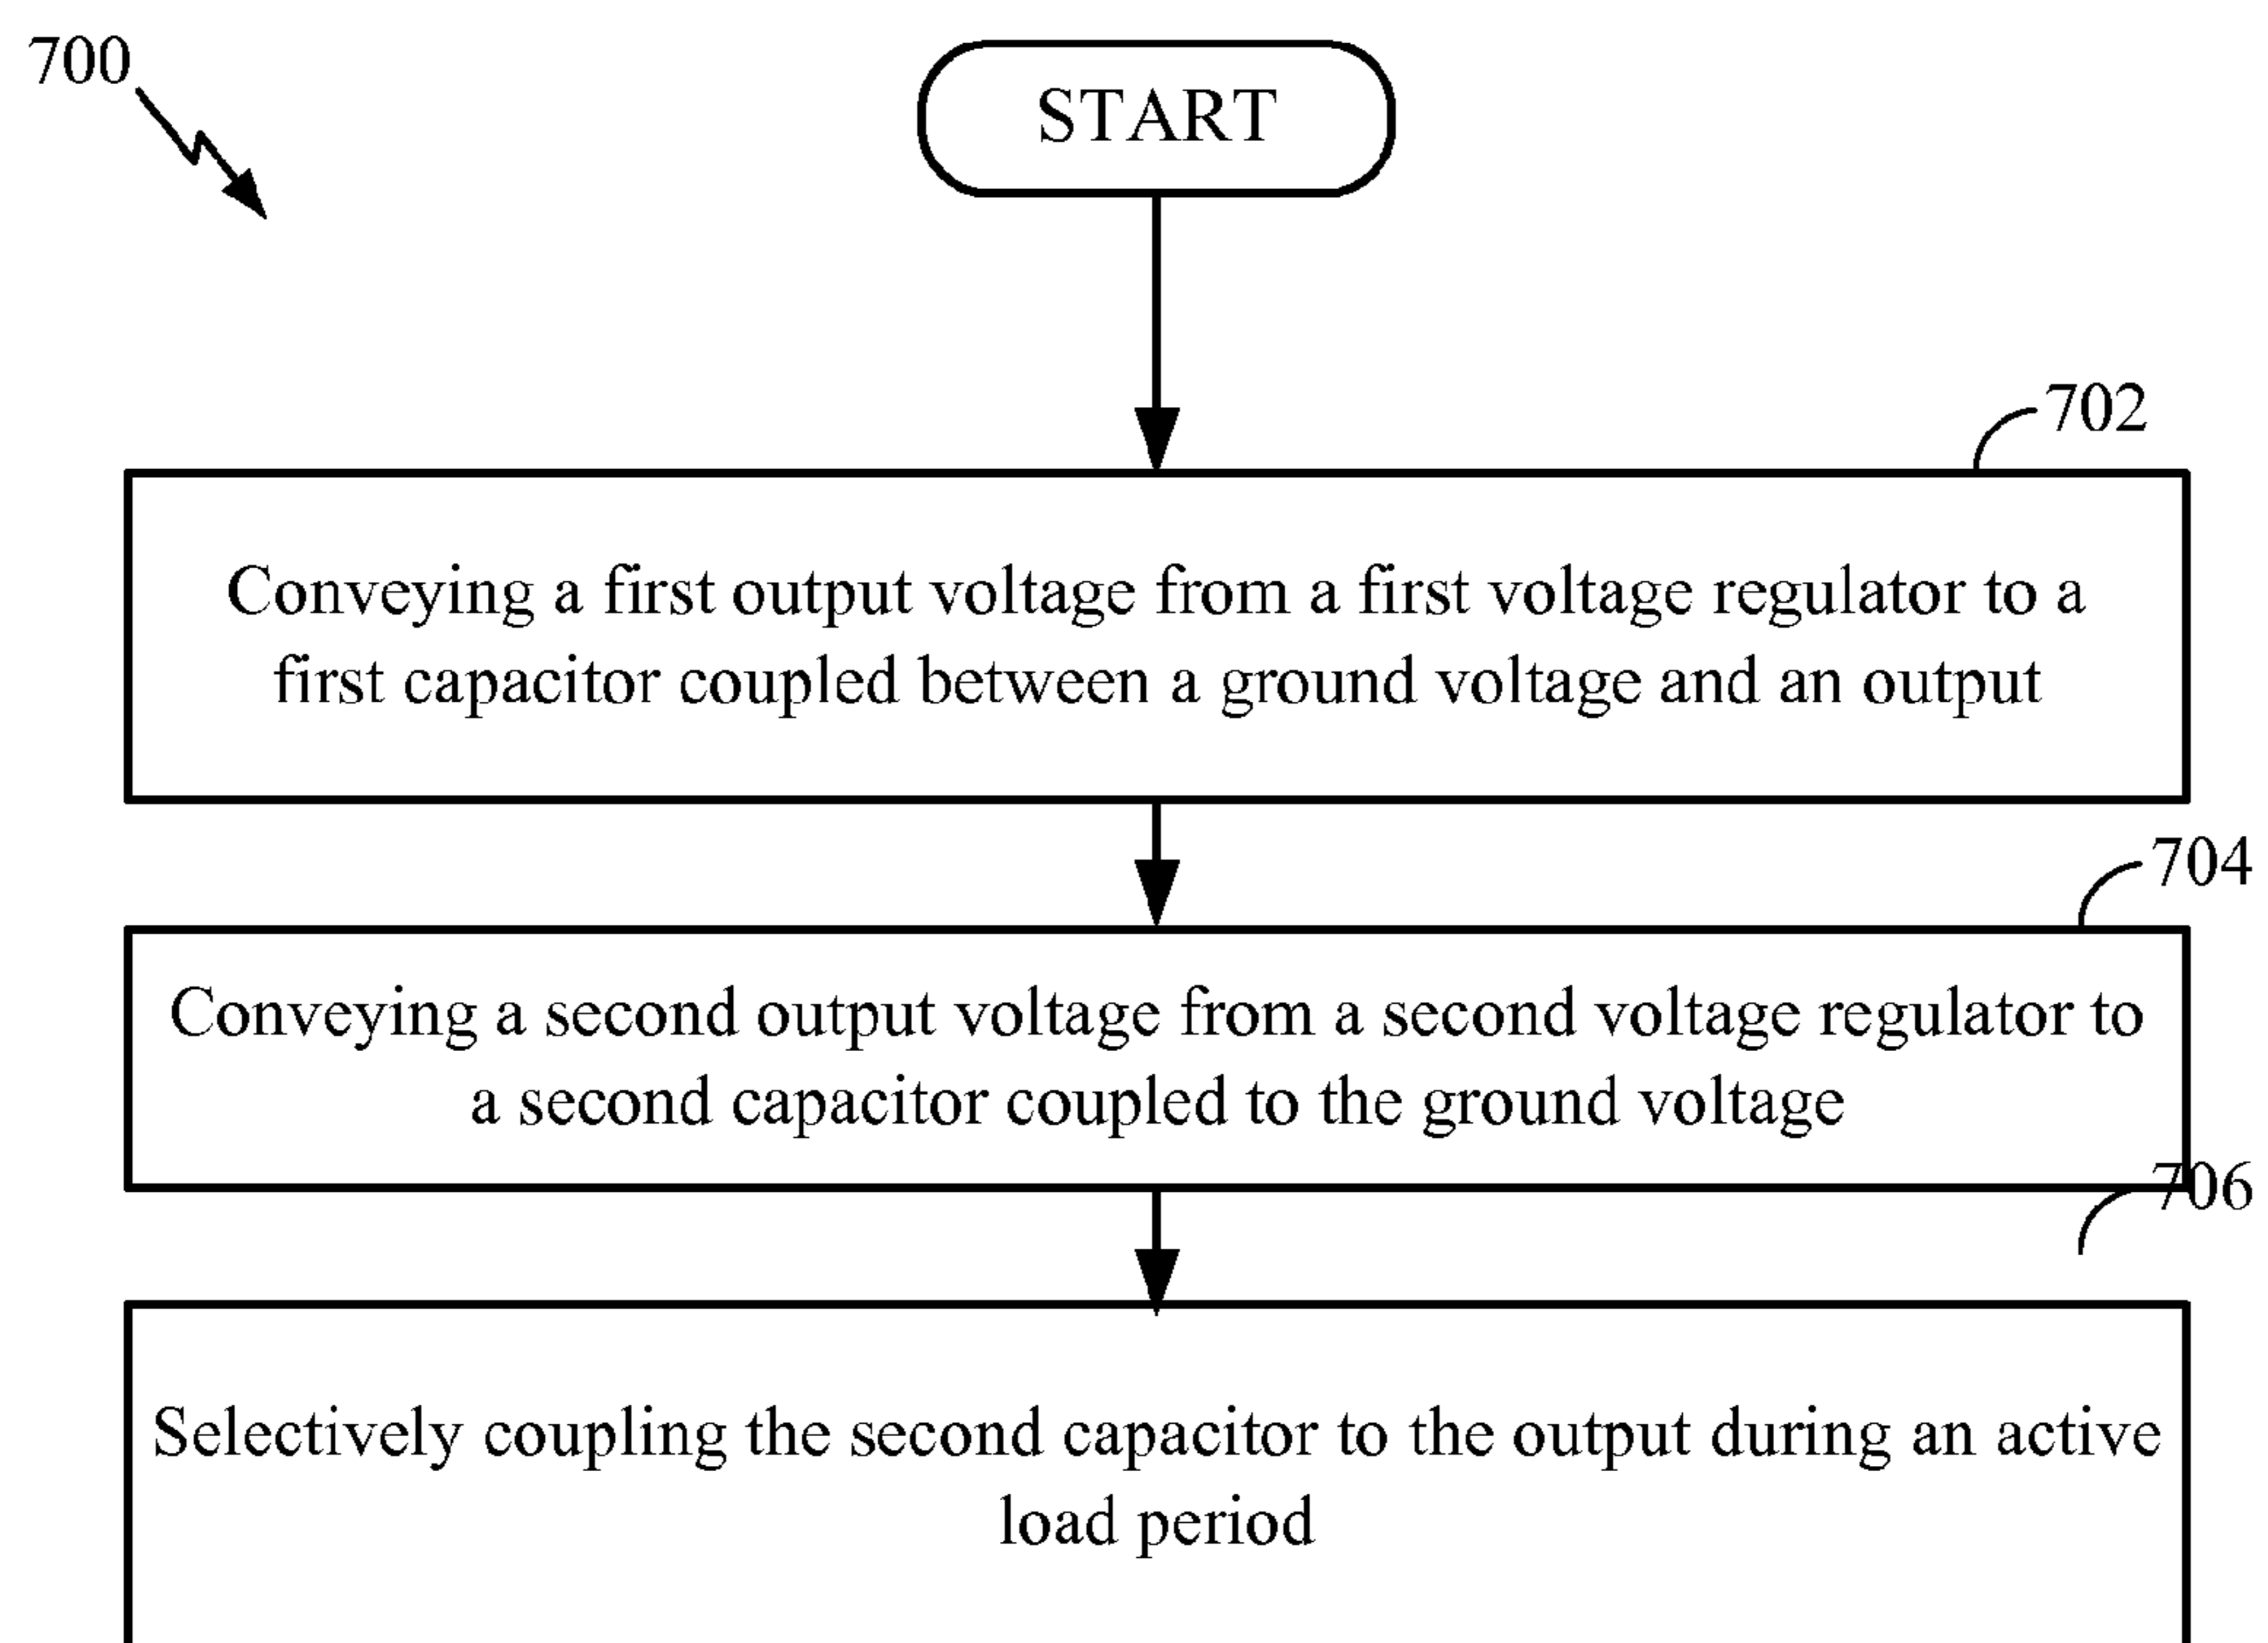 700
START
702
Conveying a first output voltage from a first voltage regulator to a
first capacitor coupled between a ground voltage and an output
704
Conveying a second output voltage from a second voltage regulator to
a second capacitor coupled to the ground voltage
706
Selectively coupling the second capacitor to the output during an active
load period